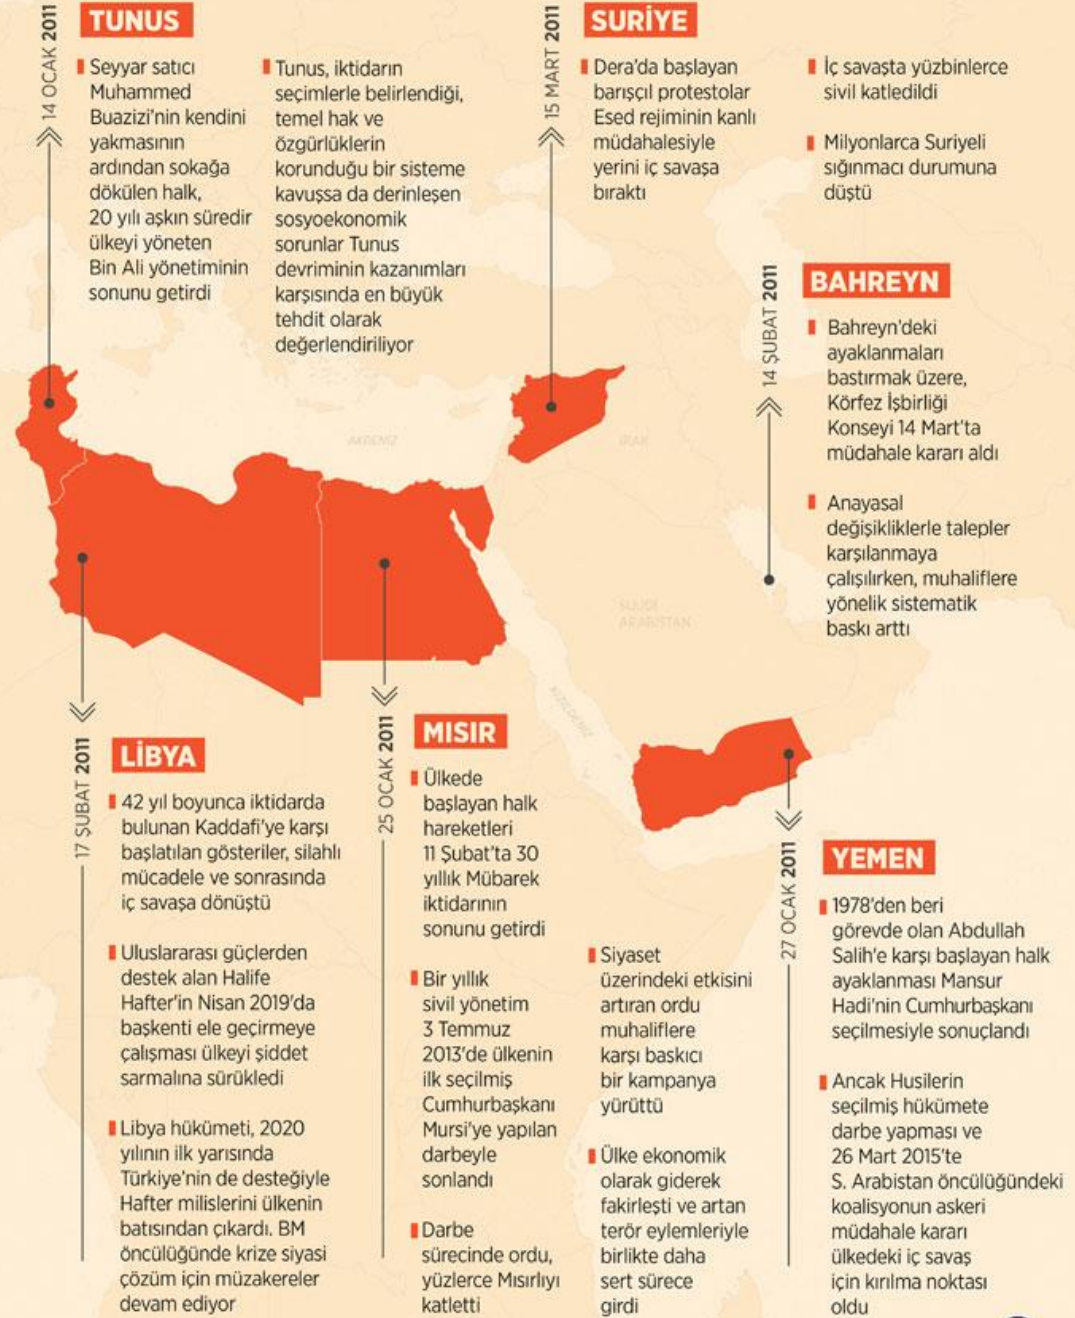 14 OCAK 2011
TUNUS
Seyyar satıcı
Muhammed
Buazizi'nin kendini
yakmasının
ardından sokağa
dökülen halk,
20 yılı aşkın süredir
ülkeyi yöneten
Bin Ali yönetiminin
sonunu getirdi
Tunus, iktidarın
seçimlerle belirlendiği,
temel hak ve
özgürlüklerin
korunduğu bir sisteme
kavuşsa da derinleşen
sosyoekonomik
sorunlar Tunus
devriminin kazanımları
karşısında en büyük
tehdit olarak
değerlendiriliyor
15 MART 2011
SURİYE
Dera'da başlayan
barışçıl protestolar
Esed rejiminin kanlı
müdahalesiyle
yerini iç savaşa
bıraktı
İç savaşta yüzbinlerce
sivil katledildi
Milyonlarca Suriyeli
sığınmacı durumuna
düştü
14 ŞUBAT 2011
BAHREYN
Bahreyn'deki
ayaklanmaları
bastırmak üzere,
Körfez İşbirliği
Konseyi 14 Mart'ta
müdahale kararı aldı
Anayasal
değişikliklerle talepler
karşılanmaya
çalışılırken, muhaliflere
yönelik sistematik
baskı arttı
AKDENİZ
IRAK
SUUDİ
ARABİSTAN
KIZILDENİZ
17 ŞUBAT 2011
LİBYA
42 yıl boyunca iktidarda
bulunan Kaddafi'ye karşı
başlatılan gösteriler, silahlı
mücadele ve sonrasında
iç savaşa dönüştü
Uluslararası güçlerden
destek alan Halife
Hafter'in Nisan 2019'da
başkenti ele geçirmeye
çalışması ülkeyi şiddet
sarmalına sürükledi
Libya hükümeti, 2020
yılının ilk yarısında
Türkiye'nin de desteğiyle
Hafter milislerini ülkenin
batısından çıkardı. BM
öncülüğünde krize siyasi
çözüm için müzakereler
devam ediyor
25 OCAK 2011
MISIR
Ülkede
başlayan halk
hareketleri
11 Şubat'ta 30
yıllık Mübarek
iktidarının
sonunu getirdi
Bir yıllık
sivil yönetim
3 Temmuz
2013'de ülkenin
ilk seçilmiş
Cumhurbaşkanı
Mursi'ye yapılan
darbeyle
sonlandı
Darbe
sürecinde ordu,
yüzlerce Mısırlıyı
katletti
Siyaset
üzerindeki etkisini
artıran ordu
muhaliflere
karşı baskıcı
bir kampanya
yürüttü
Ülke ekonomik
olarak giderek
fakirleşti ve artan
terör eylemleriyle
birlikte daha
sert sürece
girdi
27 OCAK 2011
YEMEN
1978'den beri
görevde olan Abdullah
Salih'e karşı başlayan halk
ayaklanması Mansur
Hadi'nin Cumhurbaşkanı
seçilmesiyle sonuçlandı
Ancak Husilerin
seçilmiş hükümete
darbe yapması ve
26 Mart 2015'te
S. Arabistan öncülüğündeki
koalisyonun askeri
müdahale kararı
ülkedeki iç savaş
için kırılma noktası
oldu